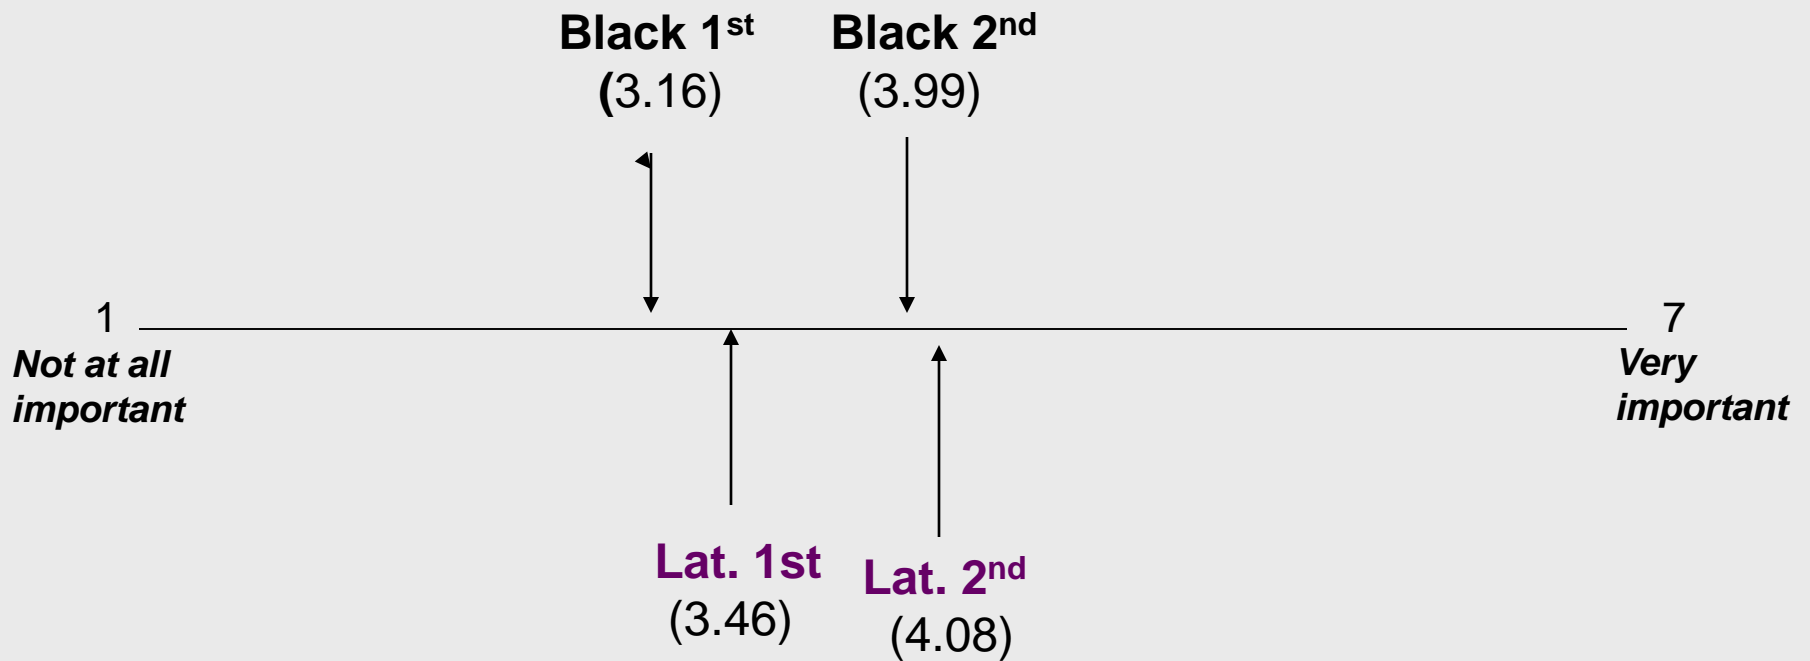 Black 1st
(3.16)
Black 2nd
(3.99)
1
7
Not at all
important
Very
important
Lat. 1st
(3.46)
Lat. 2nd
(4.08)